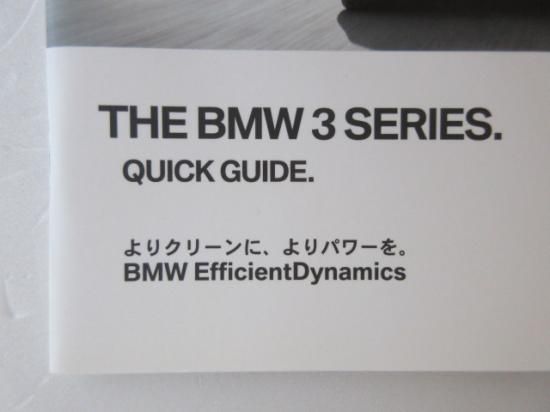 THE BMW 3 SERIES.
QUICK GUIDE.
よりクリーンに、よりパワーを。
BMW EfficientDynamics